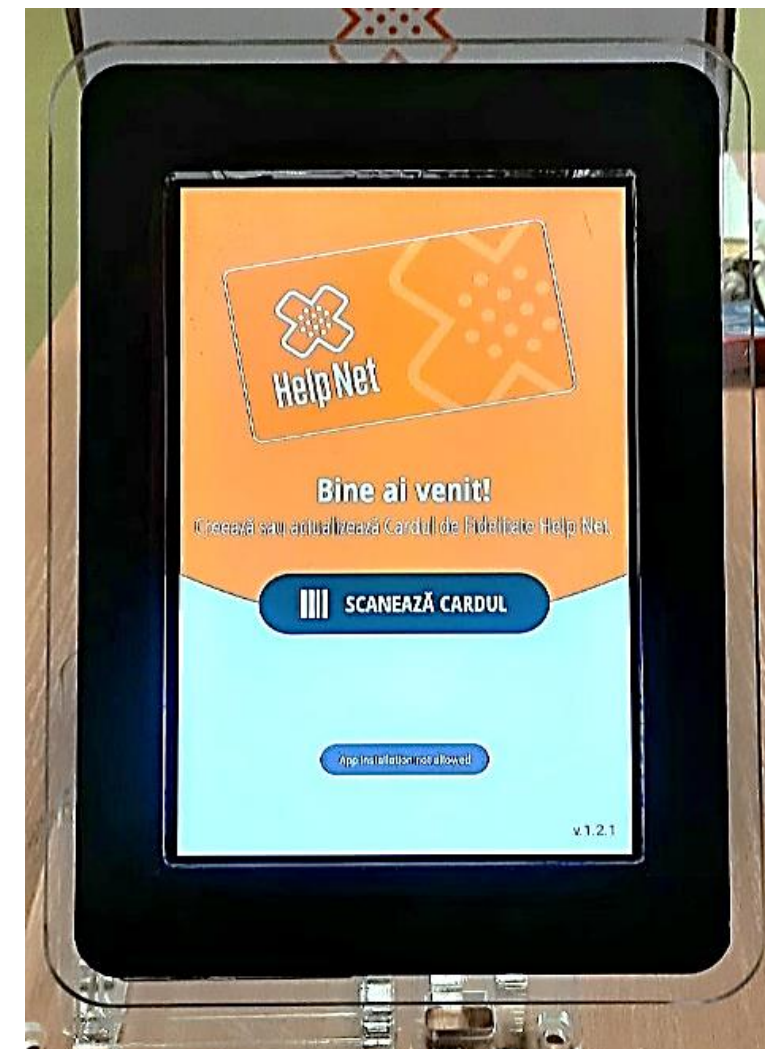 Help Net
Bine ai venit!
Creează sau actualizează Cardul de Fidelitate Help Net.
SCANEAZĂ CARDUL
App installation not allowed
v.1.2.1